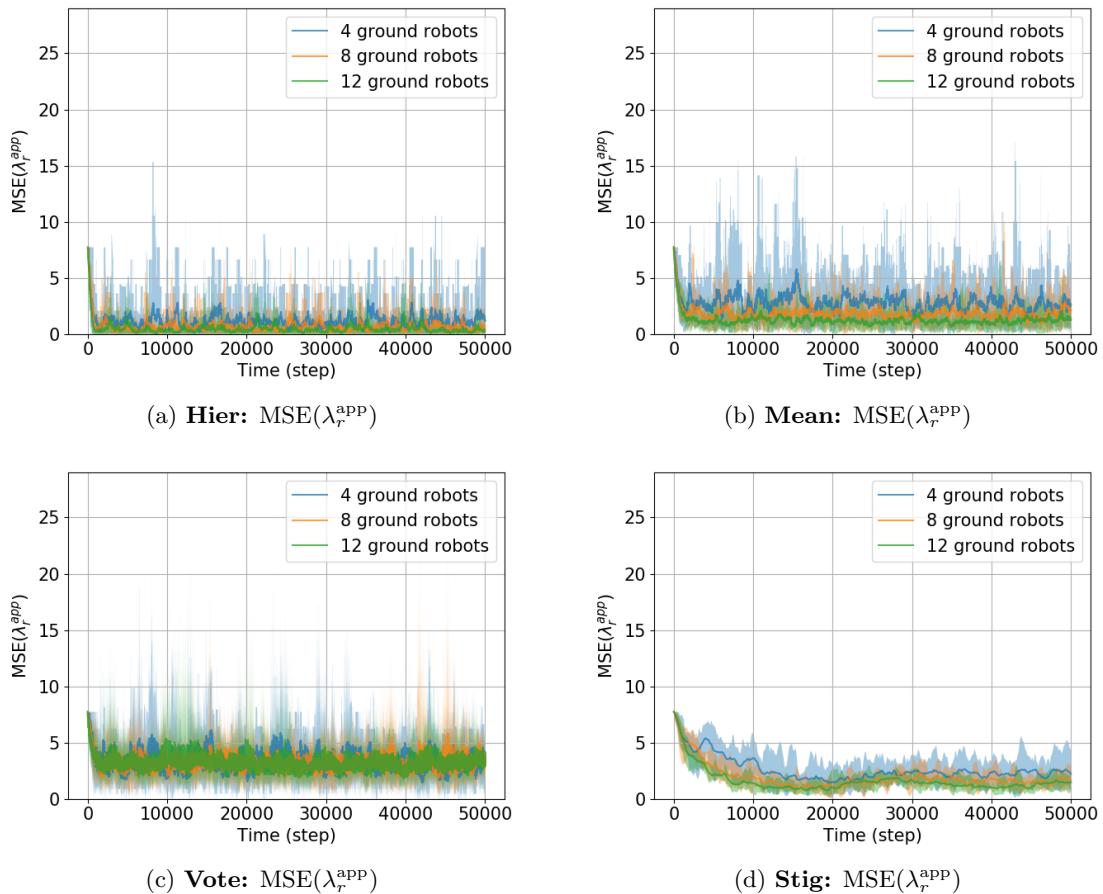 25
20
15
10
5
0
MSE(λ_r^app)
4 ground robots
8 ground robots
12 ground robots
0 10000 20000 30000 40000 50000
Time (step)
(a) Hier: MSE(λ_r^app)
25
20
15
10
5
0
MSE(λ_r^app)
4 ground robots
8 ground robots
12 ground robots
0 10000 20000 30000 40000 50000
Time (step)
(b) Mean: MSE(λ_r^app)
25
20
15
10
5
0
MSE(λ_r^app)
4 ground robots
8 ground robots
12 ground robots
0 10000 20000 30000 40000 50000
Time (step)
(c) Vote: MSE(λ_r^app)
25
20
15
10
5
0
MSE(λ_r^app)
4 ground robots
8 ground robots
12 ground robots
0 10000 20000 30000 40000 50000
Time (step)
(d) Stig: MSE(λ_r^app)